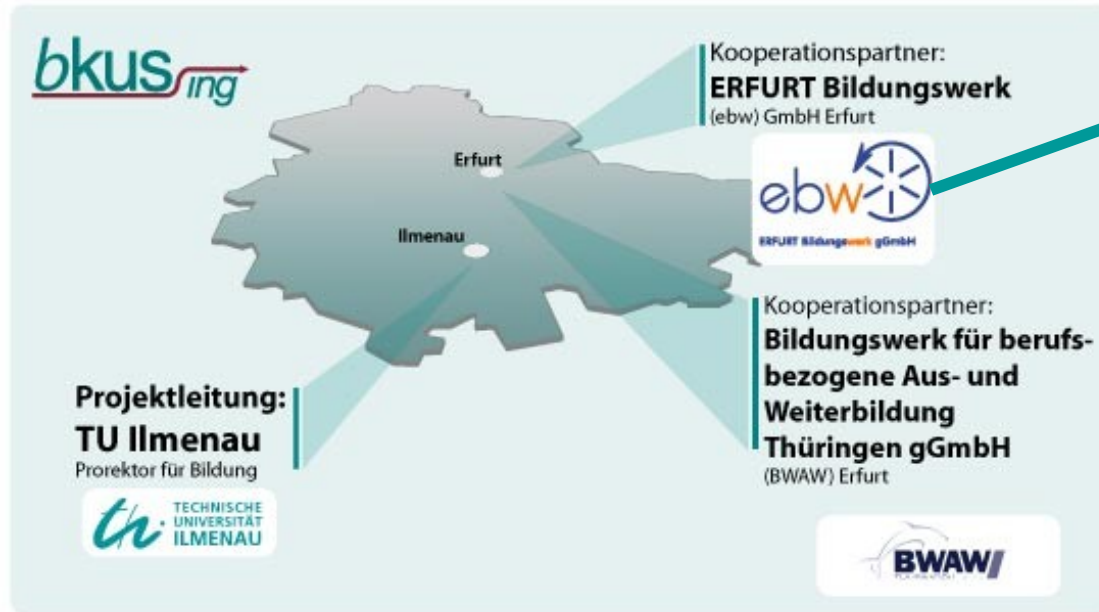 bkus ing
Kooperationspartner:
ERFURT Bildungswerk
(ebw) GmbH Erfurt
ebw
ERFURT Bildungswerk gGmbH
Erfurt
Ilmenau
Kooperationspartner:
Bildungswerk für berufs-
bezogene Aus- und
Weiterbildung
Thüringen gGmbH
(BWAW) Erfurt
BWAW
Projektleitung:
TU Ilmenau
Prorektor für Bildung
th
TECHNISCHE
UNIVERSITÄT
ILMENAU